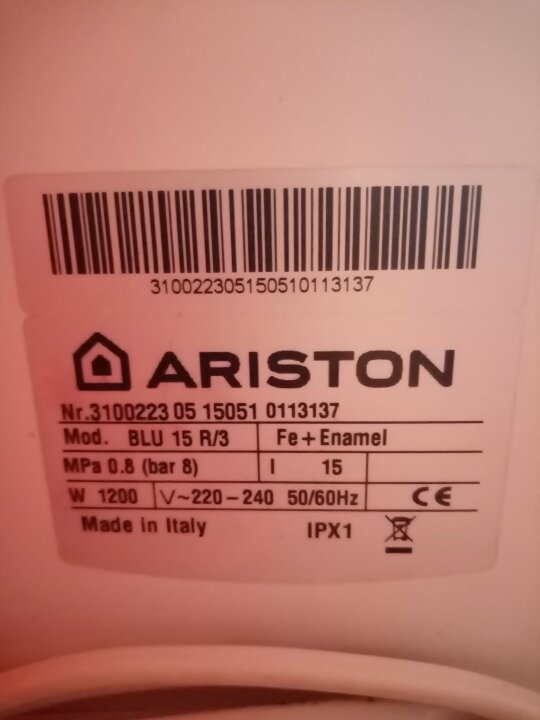 310022305150510113137
ARISTON
Nr.3100223 05 15051 0113137
Mod. BLU 15 R/3 Fe+Enamel
MPa 0.8 (bar 8) l 15
W 1200 V~220-240 50/60Hz CE
Made in Italy IPX1